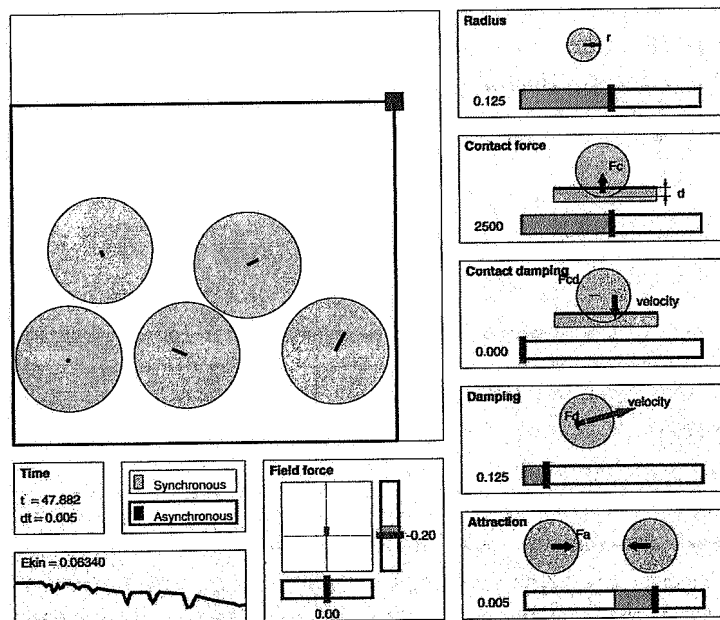 Radius
r
0.125
Contact force
Fc
d
2500
Contact damping
Fcd
velocity
0.000
Damping
Fd
velocity
0.125
Attraction
Fa
0.005
Time
t = 47.882
dt = 0.005
Synchronous
Asynchronous
Field force
-0.20
0.00
Ekin = 0.06340